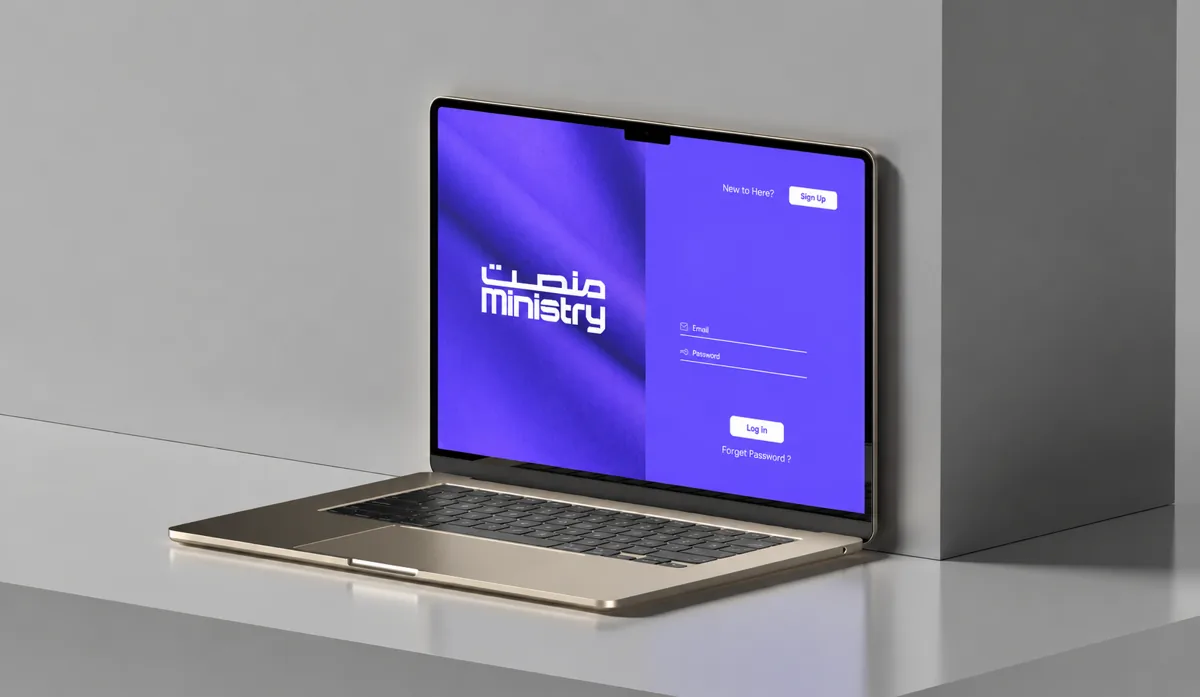 منصت
Ministry
New to Here?
Sign Up
Email
Password
Log In
Forget Password ?